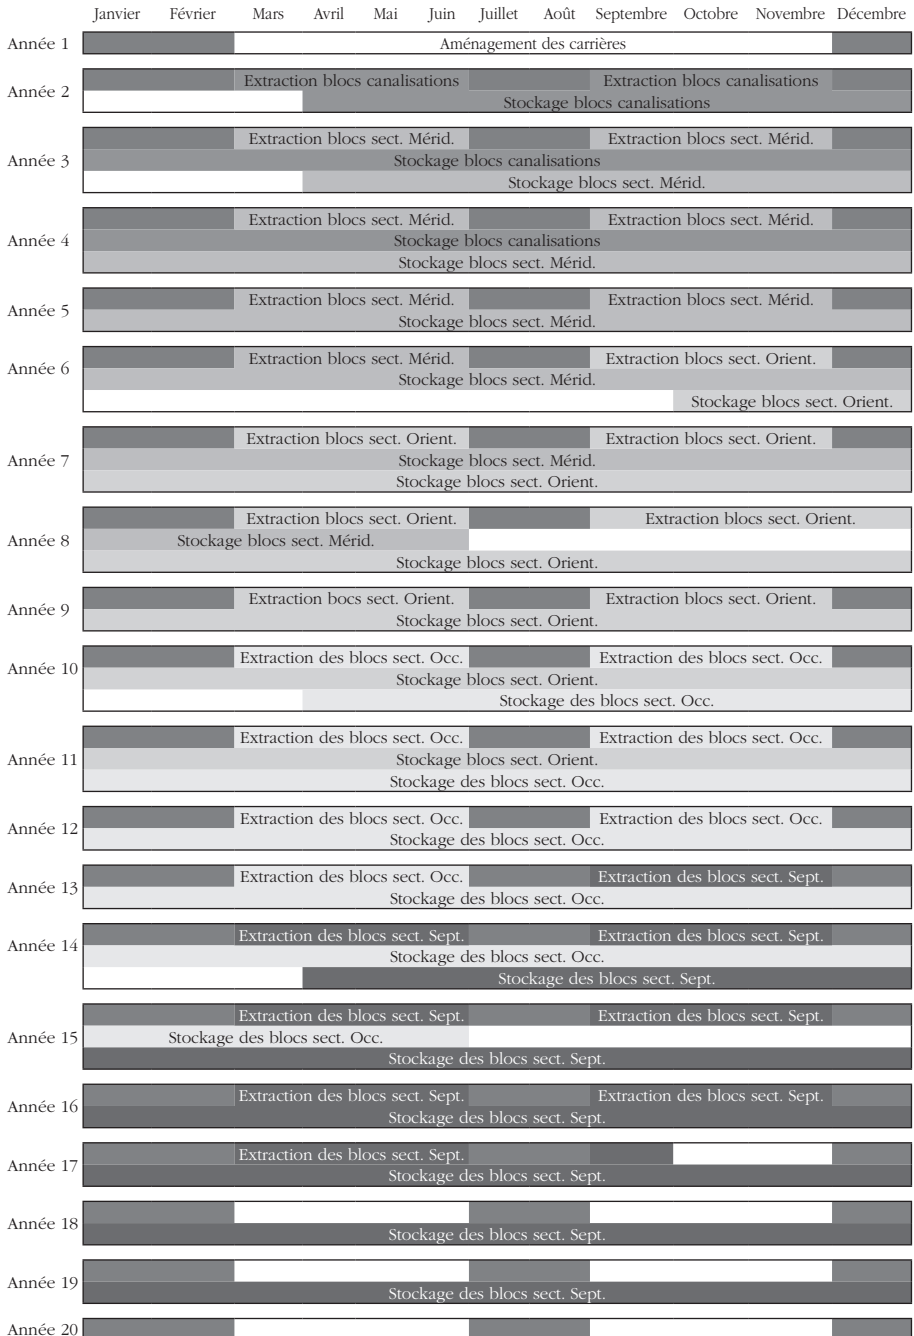 Janvier Février Mars Avril Mai Juin Juillet Août Septembre Octobre Novembre Décembre
Année 1
Aménagement des carrières
Année 2
Extraction blocs canalisations Extraction blocs canalisations
Stockage blocs canalisations
Année 3
Extraction blocs sect. Mérid. Extraction blocs sect. Mérid.
Stockage blocs canalisations
Stockage blocs sect. Mérid.
Année 4
Extraction blocs sect. Mérid. Extraction blocs sect. Mérid.
Stockage blocs canalisations
Stockage blocs sect. Mérid.
Année 5
Extraction blocs sect. Mérid. Extraction blocs sect. Mérid.
Stockage blocs sect. Mérid.
Année 6
Extraction blocs sect. Mérid. Extraction blocs sect. Orient.
Stockage blocs sect. Mérid.
Stockage blocs sect. Orient.
Année 7
Extraction blocs sect. Orient. Extraction blocs sect. Orient.
Stockage blocs sect. Mérid.
Stockage blocs sect. Orient.
Année 8
Extraction blocs sect. Orient. Extraction blocs sect. Orient.
Stockage blocs sect. Mérid.
Stockage blocs sect. Orient.
Année 9
Extraction bocs sect. Orient. Extraction blocs sect. Orient.
Stockage blocs sect. Orient.
Année 10
Extraction des blocs sect. Occ. Extraction des blocs sect. Occ.
Stockage blocs sect. Orient.
Stockage des blocs sect. Occ.
Année 11
Extraction des blocs sect. Occ. Extraction des blocs sect. Occ.
Stockage blocs sect. Orient.
Stockage des blocs sect. Occ.
Année 12
Extraction des blocs sect. Occ. Extraction des blocs sect. Occ.
Stockage des blocs sect. Occ.
Année 13
Extraction des blocs sect. Occ. Extraction des blocs sect. Sept.
Stockage des blocs sect. Occ.
Année 14
Extraction des blocs sect. Sept. Extraction des blocs sect. Sept.
Stockage des blocs sect. Occ.
Stockage des blocs sect. Sept.
Année 15
Extraction des blocs sect. Sept. Extraction des blocs sect. Sept.
Stockage des blocs sect. Occ.
Stockage des blocs sect. Sept.
Année 16
Extraction des blocs sect. Sept. Extraction des blocs sect. Sept.
Stockage des blocs sect. Sept.
Année 17
Extraction des blocs sect. Sept.
Stockage des blocs sect. Sept.
Année 18
Stockage des blocs sect. Sept.
Année 19
Stockage des blocs sect. Sept.
Année 20